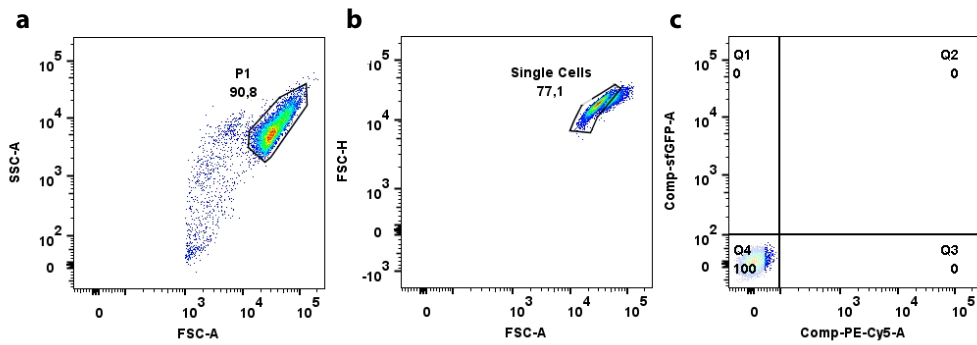 a
P1
90,8
10^5
10^4
10^3
10^2
0
SSC-A
0
10^3
10^4
10^5
FSC-A
b
Single Cells
77,1
10^5
10^4
10^3
0
-10^3
FSC-H
0
10^3
10^4
10^5
FSC-A
c
Q1
0
Q2
0
Q4
100
Q3
0
10^5
10^4
10^3
10^2
0
Comp-sfGFP-A
0
10^3
10^4
10^5
Comp-PE-Cy5-A